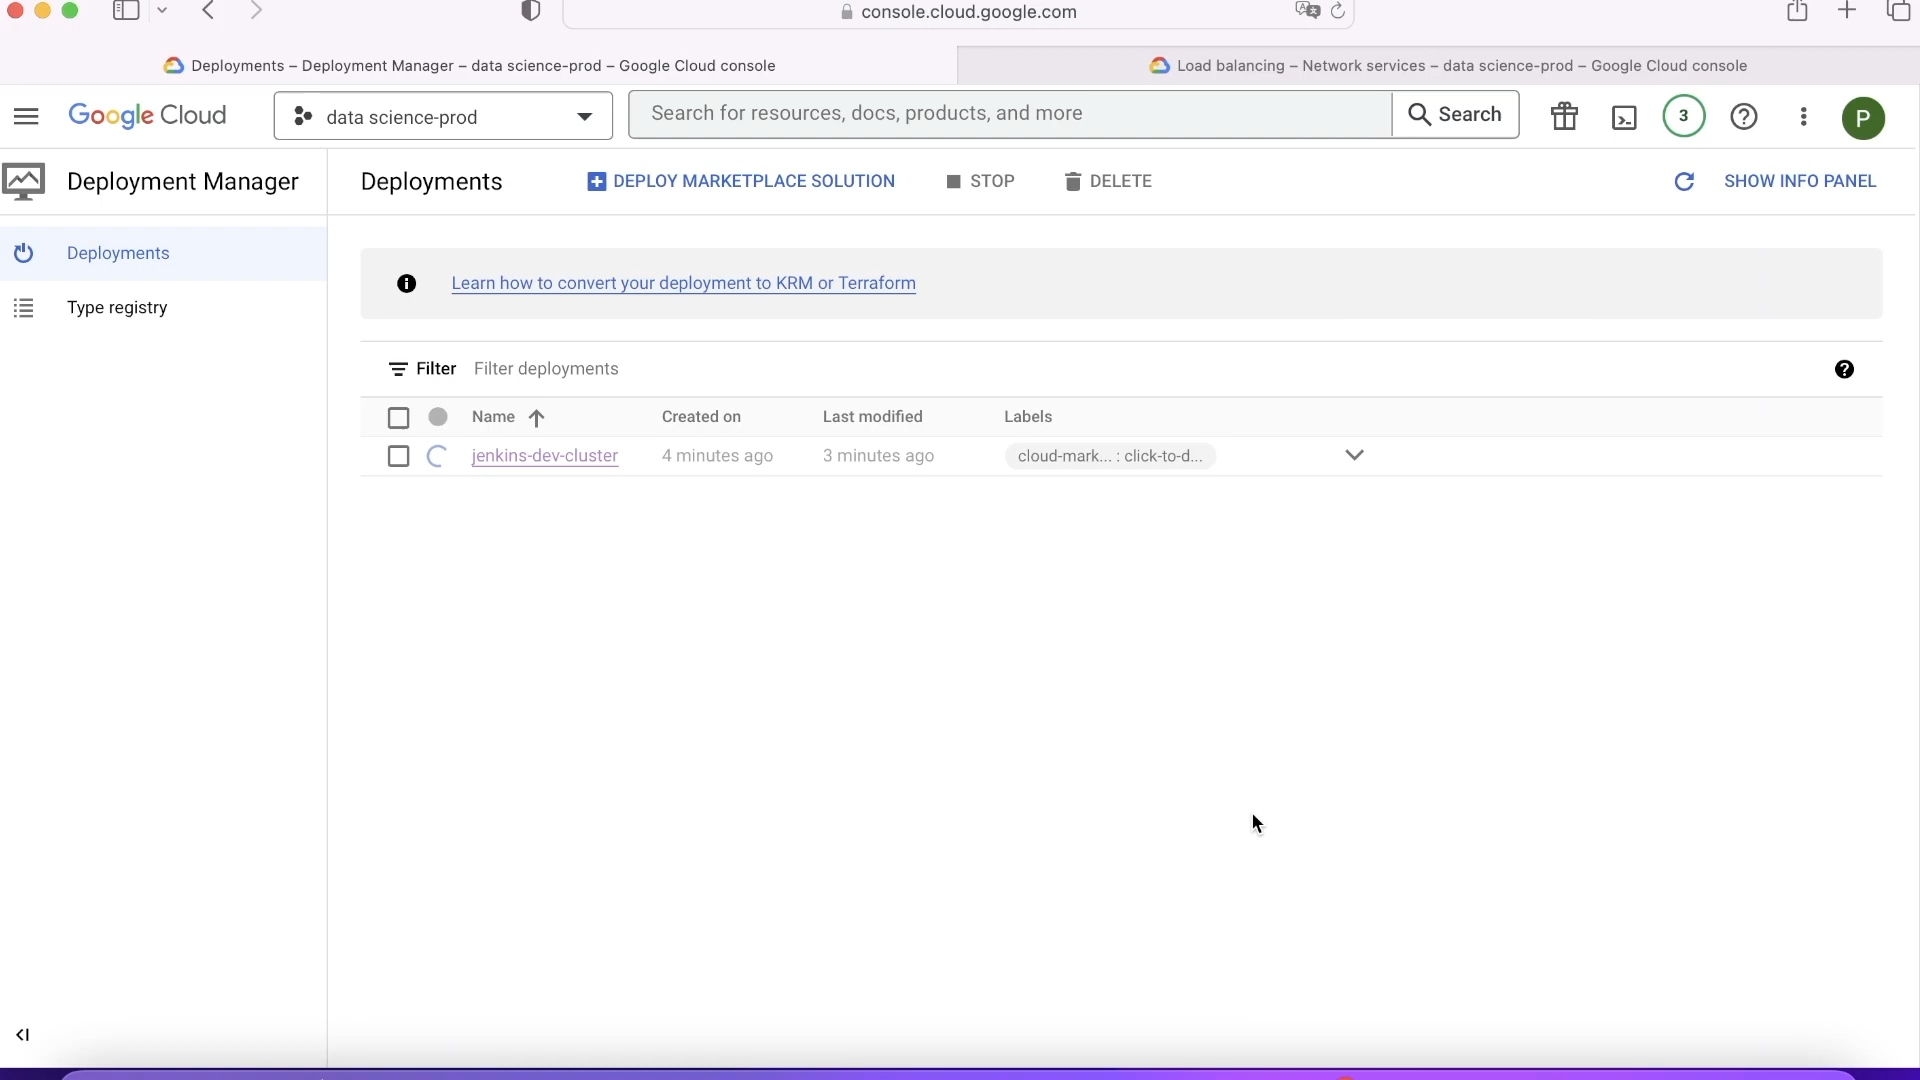 console.cloud.google.com
Deployments – Deployment Manager – data science-prod – Google Cloud console
Load balancing – Network services – data science-prod – Google Cloud console
Google Cloud
data science-prod
Search for resources, docs, products, and more
Search
3
P
Deployment Manager
Deployments
DEPLOY MARKETPLACE SOLUTION
STOP
DELETE
SHOW INFO PANEL
Deployments
Type registry
Learn how to convert your deployment to KRM or Terraform
Filter Filter deployments
Name Created on Last modified Labels
jenkins-dev-cluster 4 minutes ago 3 minutes ago cloud-mark... : click-to-d...